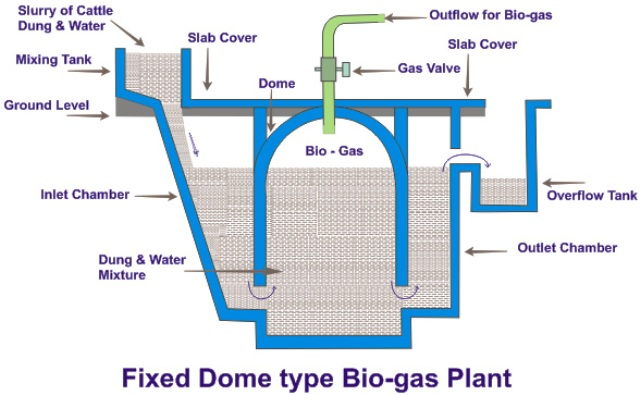 Slurry of Cattle
Dung & Water
Outflow for Bio-gas
Slab Cover
Slab Cover
Mixing Tank
Gas Valve
Dome
Ground Level
Bio - Gas
Inlet Chamber
Overflow Tank
Outlet Chamber
Dung & Water
Mixture
Fixed Dome type Bio-gas Plant